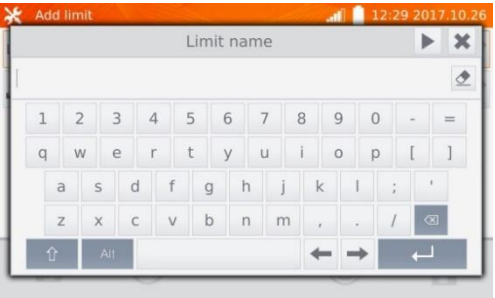 Add limit 12:29 2017.10.26
Limit name
1 2 3 4 5 6 7 8 9 0 - =
q w e r t y u i o p [ ]
a s d f g h j k l ; '
z x c v b n m , . /
Alt